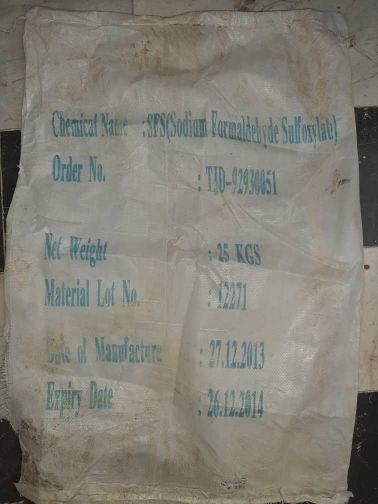 Chemical Name : SFS(Sodium Formaldehyde Sulfoxylate)
Order No. : TJD-92930051
Net Weight : 25 KGS
Material Lot No. : 12271
Date of Manufacture : 27.12.2013
Expiry Date : 26.12.2014